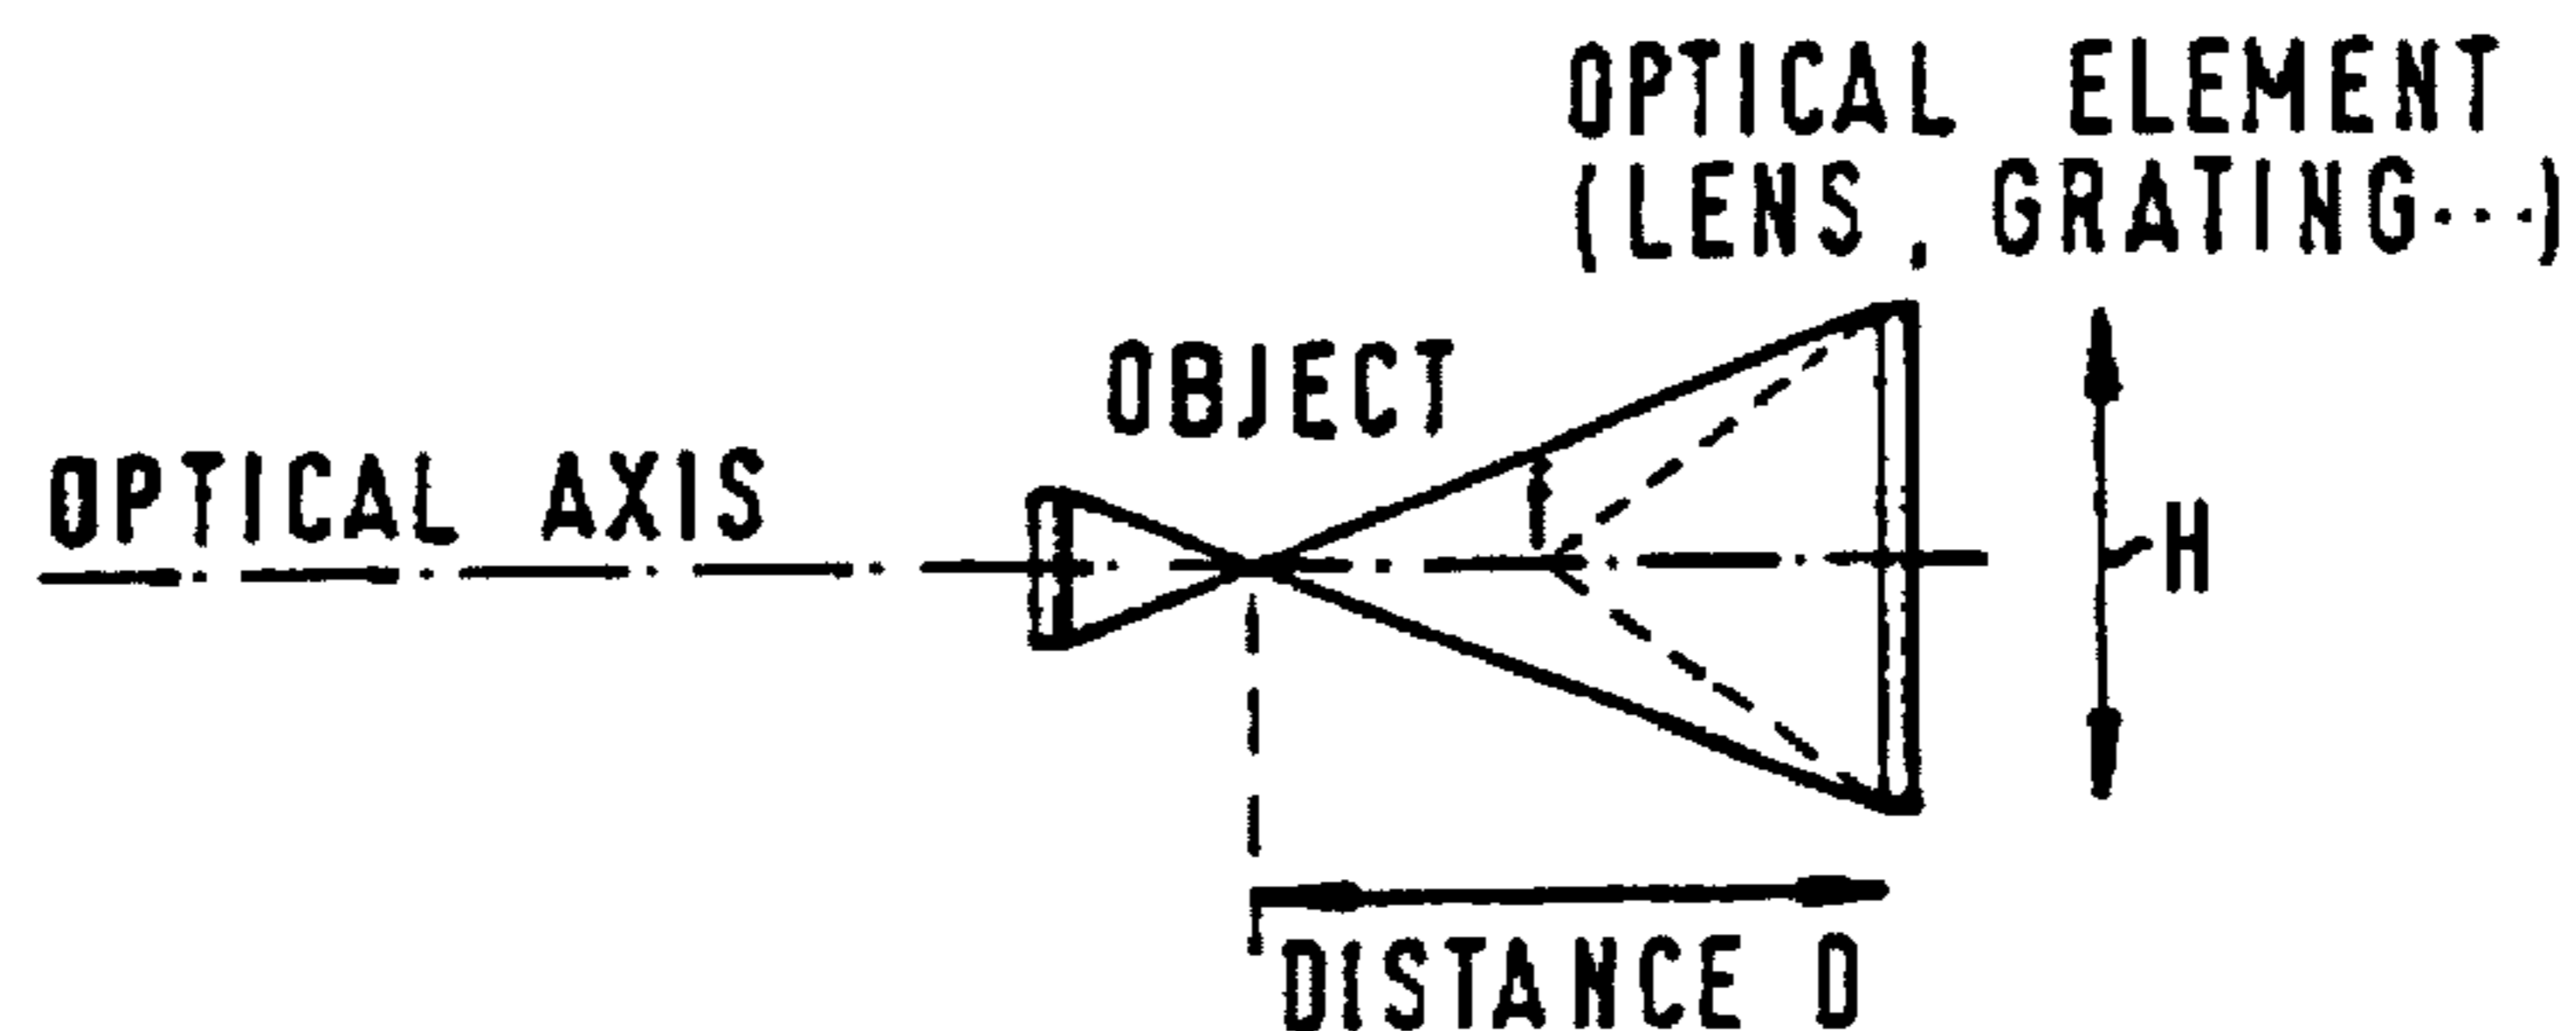 OPTICAL ELEMENT
(LENS, GRATING···)
OBJECT
OPTICAL AXIS
H
DISTANCE D